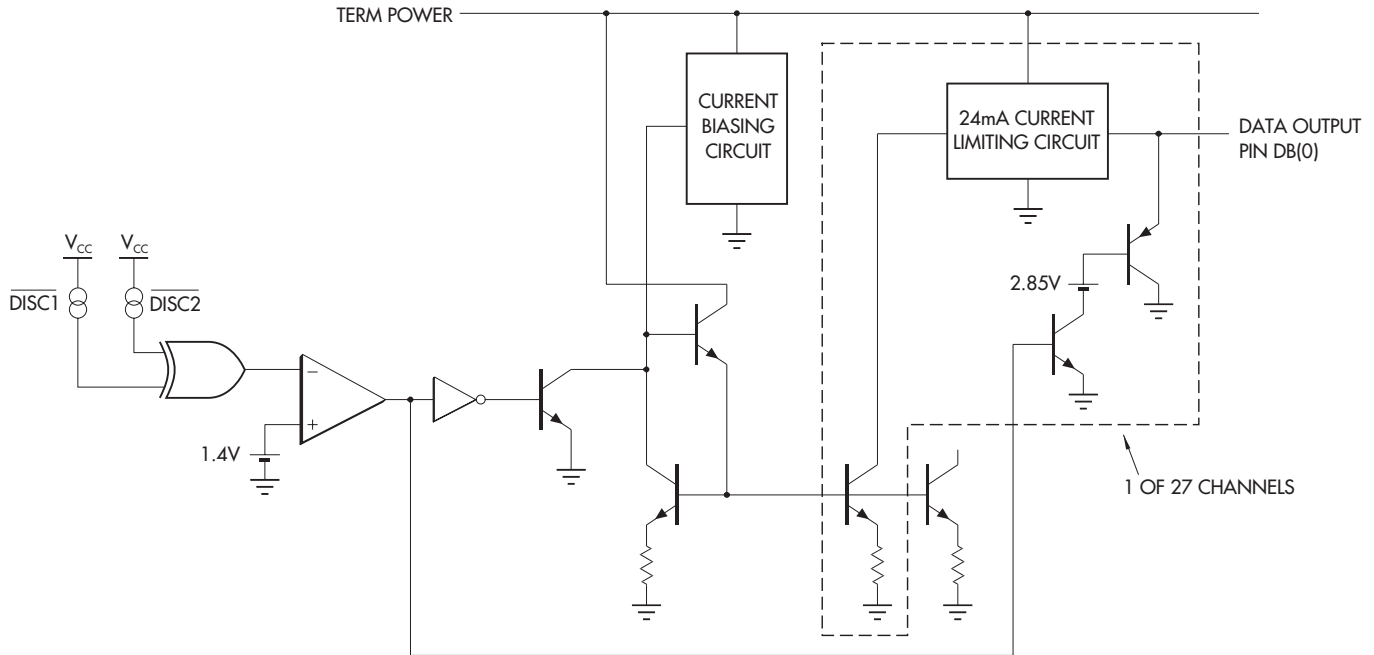 TERM POWER
CURRENT
BIASING
CIRCUIT
24mA CURRENT
LIMITING CIRCUIT
DATA OUTPUT
PIN DB(0)
VCC
VCC
DISC1
DISC2
2.85V
−
+
1.4V
1 OF 27 CHANNELS